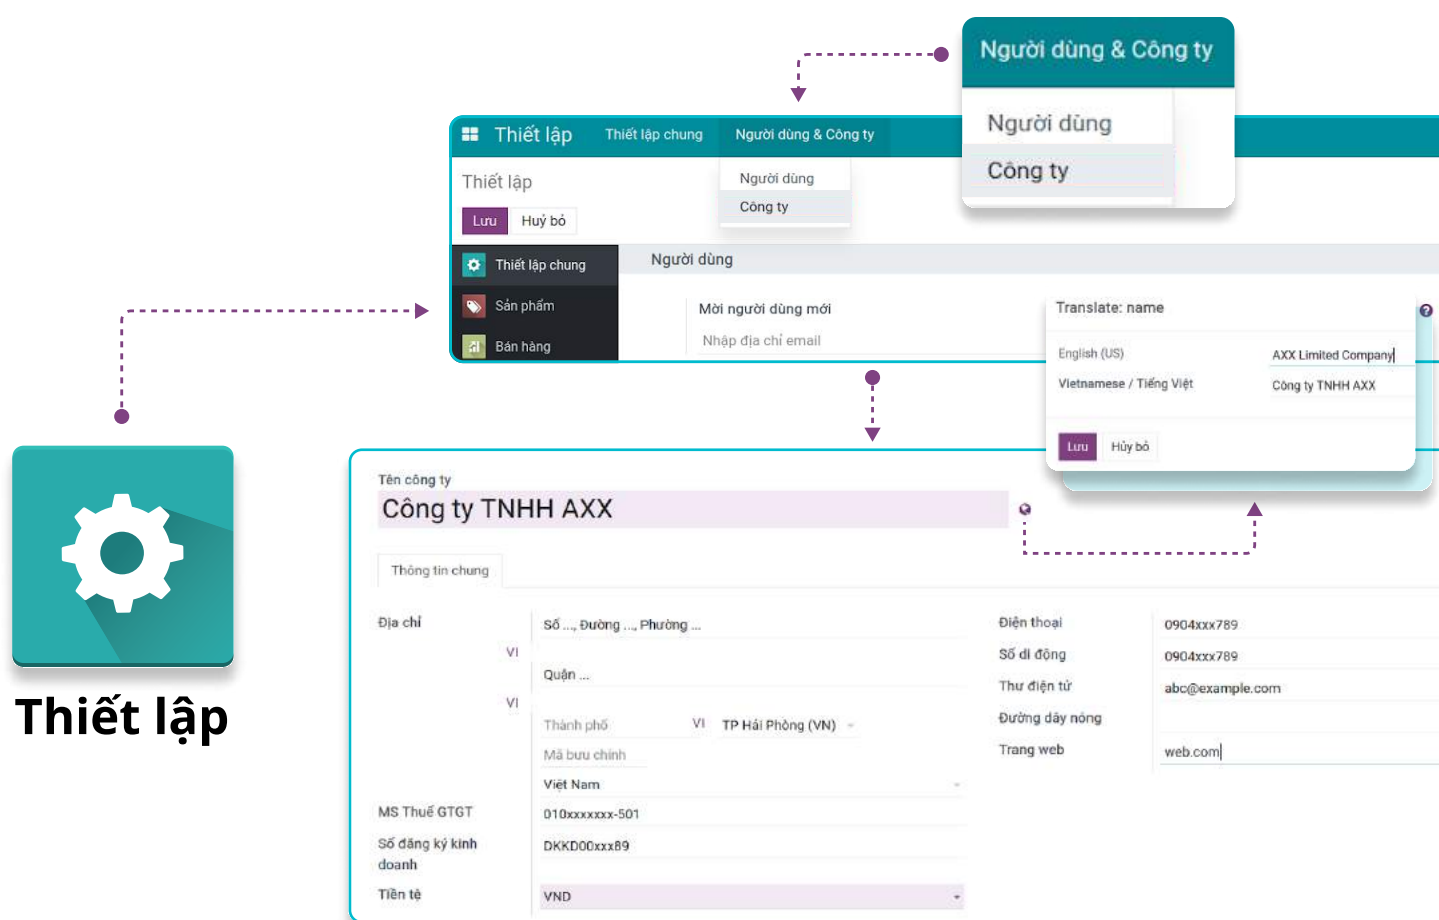 Người dùng & Công ty
Người dùng
Công ty
Thiết lập
Thiết lập chung
Người dùng & Công ty
Người dùng
Công ty
Thiết lập
Lưu
Huỷ bỏ
Thiết lập chung
Sản phẩm
Bán hàng
Người dùng
Mời người dùng mới
Nhập địa chỉ email
Translate: name
English (US)
AXX Limited Company
Vietnamese / Tiếng Việt
Công ty TNHH AXX
Lưu
Hủy bỏ
Thiết lập
Tên công ty
Công ty TNHH AXX
Thông tin chung
Địa chỉ
Số ..., Đường ..., Phường ...
VI
Quận ...
VI
Thành phố
VI
TP Hải Phòng (VN)
Mã bưu chính
Việt Nam
MS Thuế GTGT
010xxxxxxx-501
Số đăng ký kinh
doanh
DKKD00xxx89
Tiền tệ
VND
Điện thoại
0904xxx789
Số di động
0904xxx789
Thư điện tử
abc@example.com
Đường dây nóng
Trang web
web.com